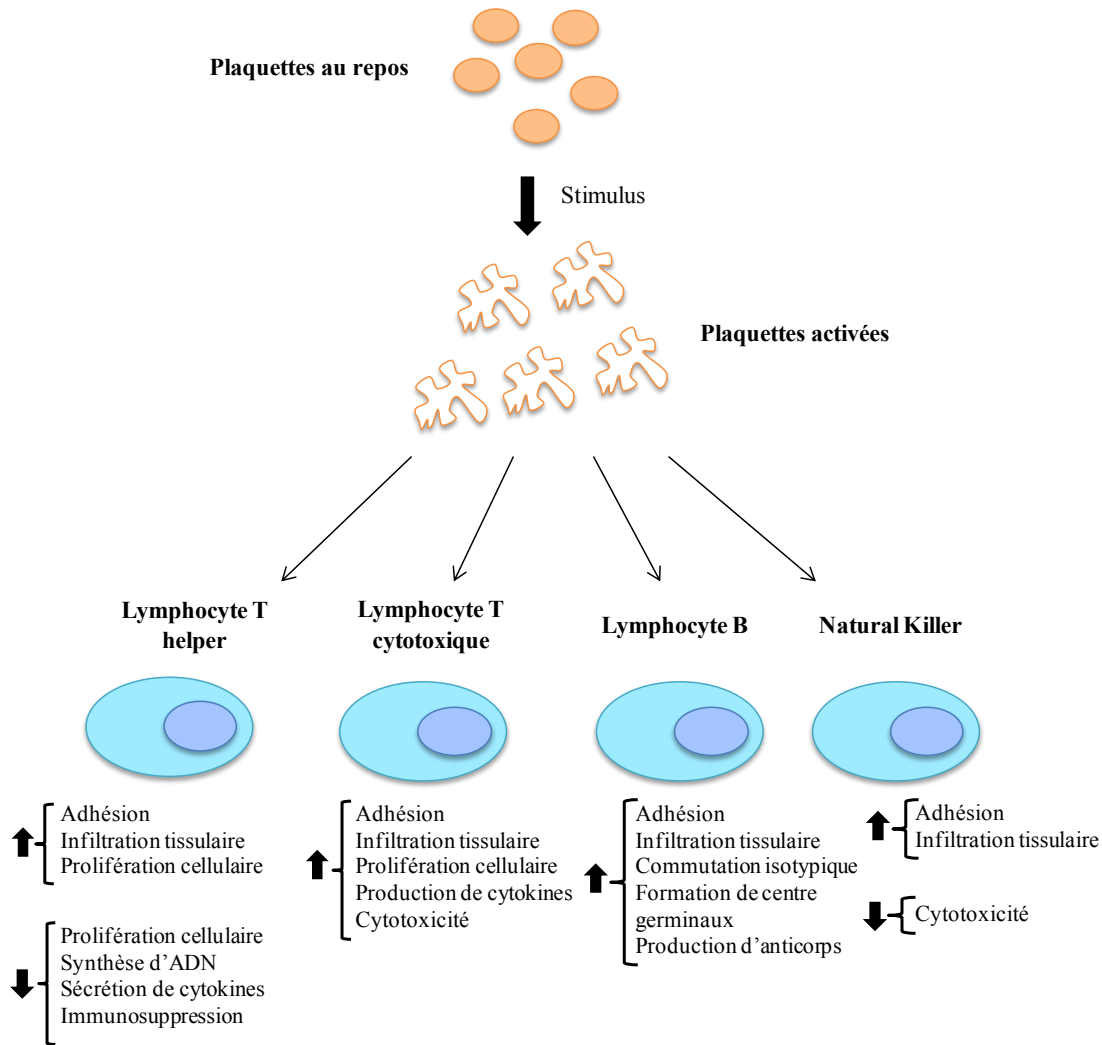 Plaquettes au repos
Stimulus
Plaquettes activées
Lymphocyte T
helper
Lymphocyte T
cytotoxique
Lymphocyte B
Natural Killer
Adhésion
Infiltration tissulaire
Prolifération cellulaire
Prolifération cellulaire
Synthèse d'ADN
Sécrétion de cytokines
Immunosuppression
Adhésion
Infiltration tissulaire
Prolifération cellulaire
Production de cytokines
Cytotoxicité
Adhésion
Infiltration tissulaire
Commutation isotypique
Formation de centre
germinaux
Production d'anticorps
Adhésion
Infiltration tissulaire
Cytotoxicité